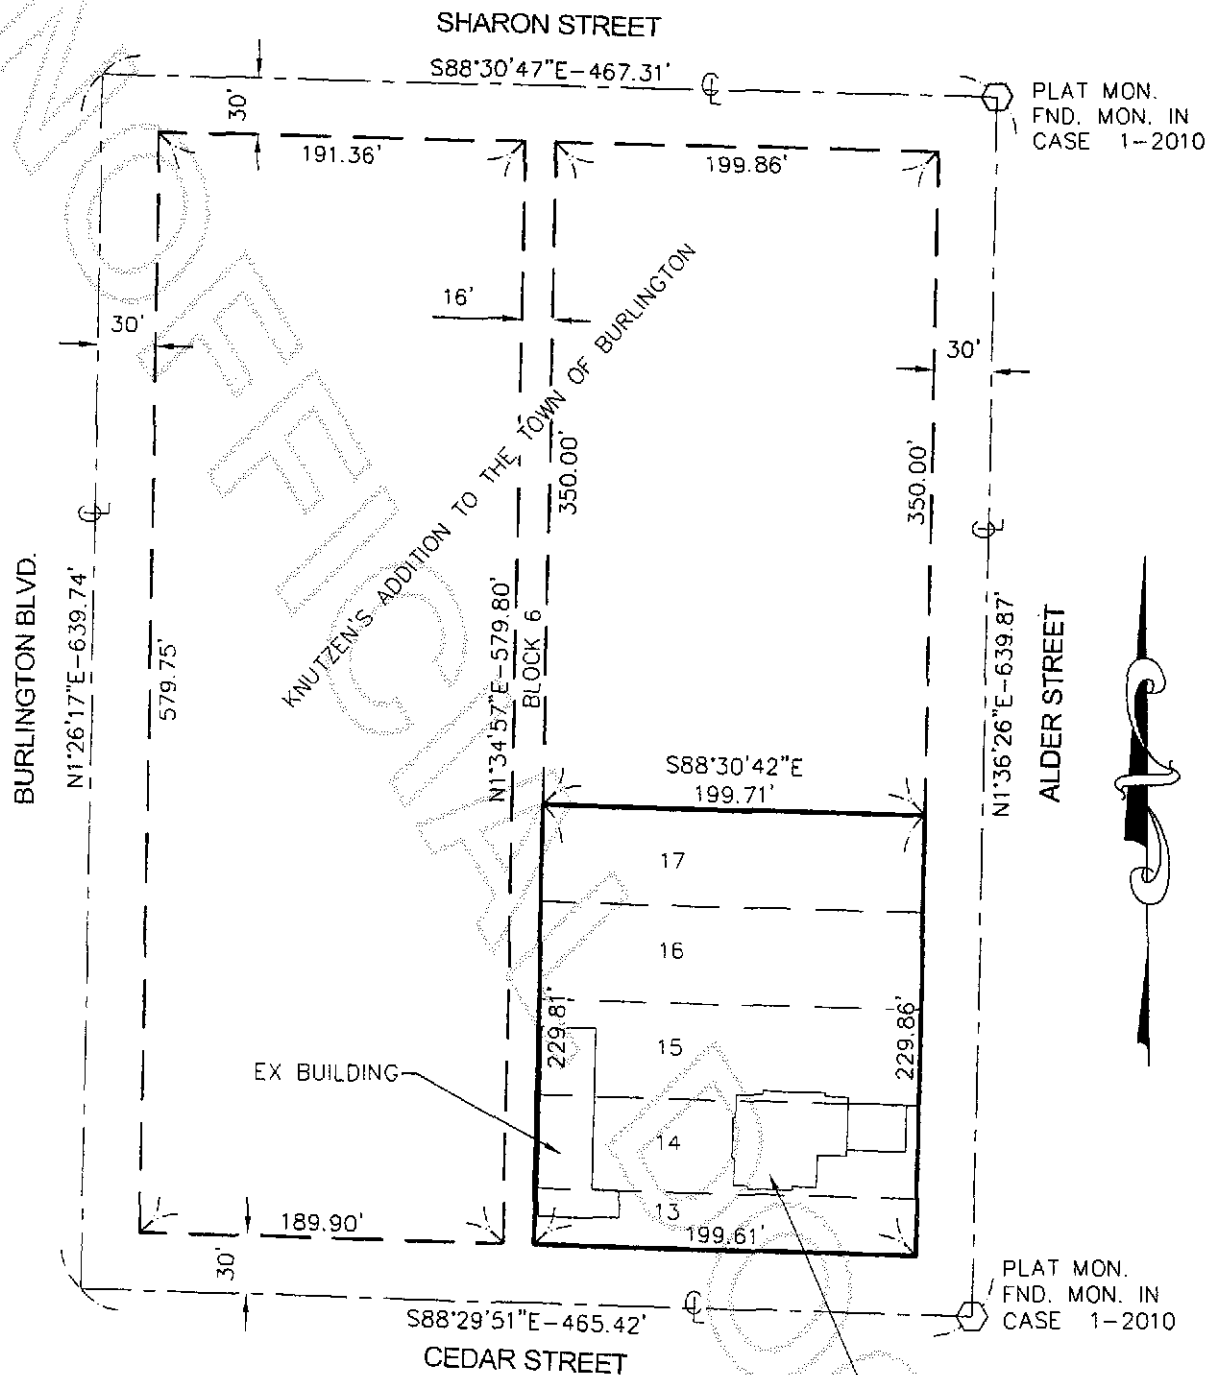 SHARON STREET
S88°30'47"E-467.31'
℄
PLAT MON.
FND. MON. IN
CASE 1-2010
30'
191.36'
199.86'
16'
30'
30'
KNUTZEN'S ADDITION TO THE TOWN OF BURLINGTON
350.00'
350.00'
℄
℄
BURLINGTON BLVD.
N1°26'17"E-639.74'
579.75'
N1°34'57"E-579.80'
BLOCK 6
N1°36'26"E-639.87'
ALDER STREET
S88°30'42"E
199.71'
17
16
229.81'
229.86'
15
EX BUILDING
14
13
189.90'
199.61'
30'
PLAT MON.
FND. MON. IN
CASE 1-2010
℄
S88°29'51"E-465.42'
CEDAR STREET
UNOFFICIAL DOC